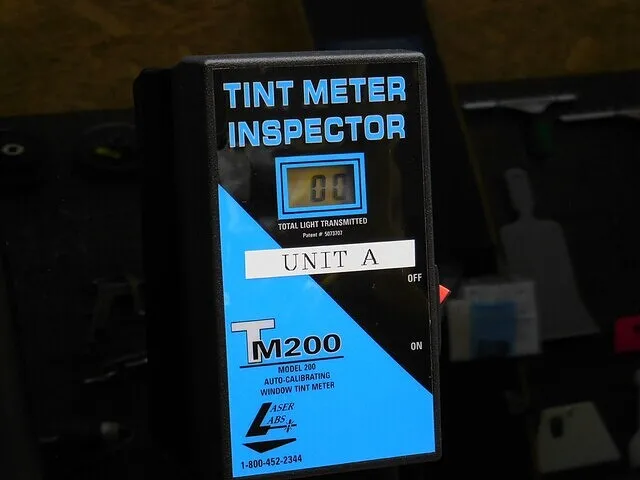 TINT METER
INSPECTOR
00
TOTAL LIGHT TRANSMITTED
Patent # 5073707
UNIT A
OFF
TM200
ON
MODEL 200
AUTO-CALIBRATING
WINDOW TINT METER
LASER
LABS
1-800-452-2344